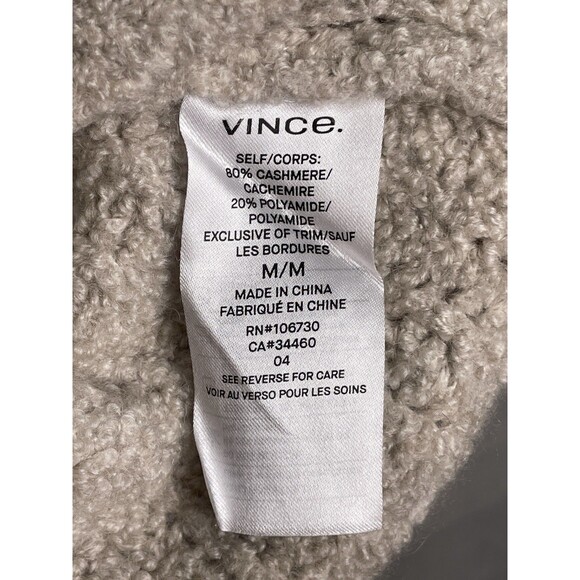 VINCe.
SELF/CORPS:
80% CASHMERE/
CACHEMIRE
20% POLYAMIDE/
POLYAMIDE
EXCLUSIVE OF TRIM/SAUF
LES BORDURES
M/M
MADE IN CHINA
FABRIQUÉ EN CHINE
RN#106730
CA#34460
04
SEE REVERSE FOR CARE
VOIR AU VERSO POUR LES SOINS